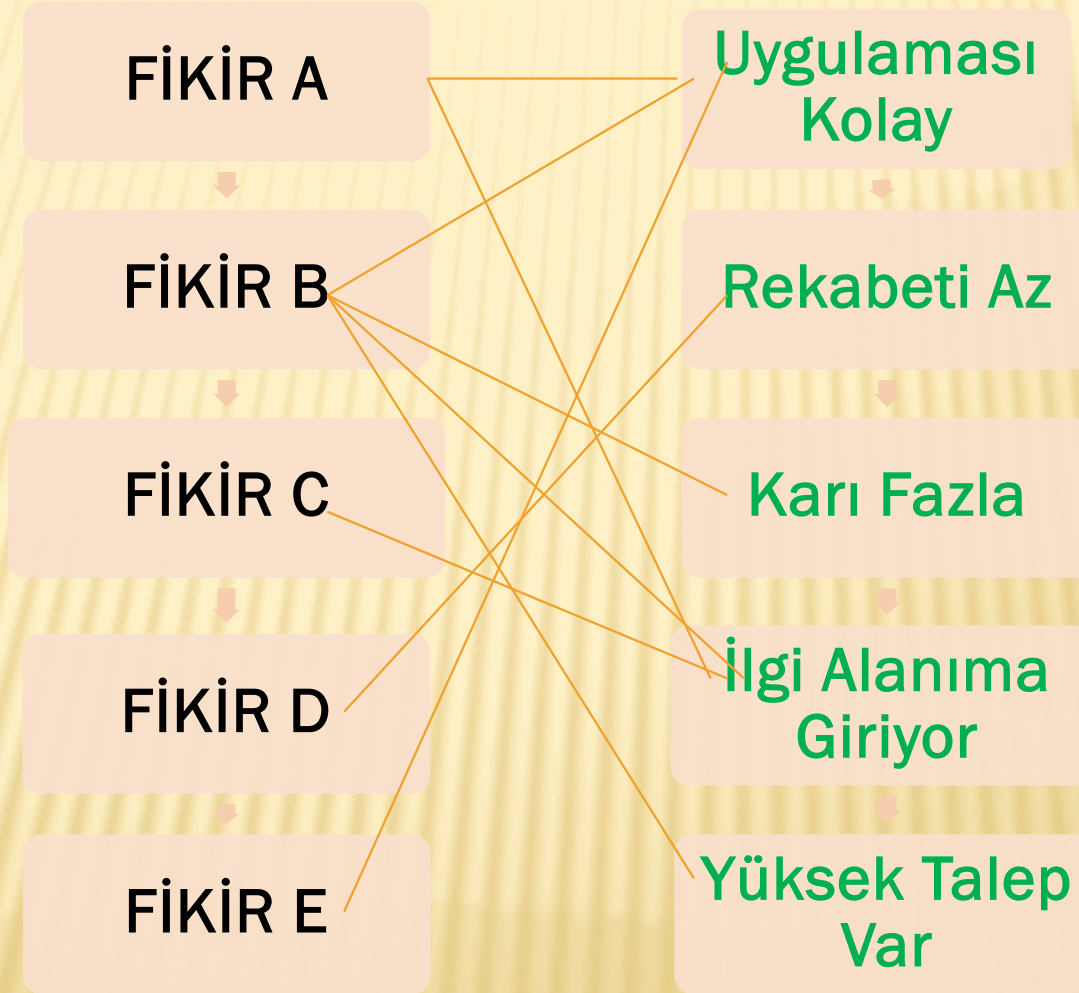 FİKİR A
FİKİR B
FİKİR C
FİKİR D
FİKİR E
Uygulaması
Kolay
Rekabeti Az
Karı Fazla
İlgi Alanıma
Giriyor
Yüksek Talep
Var